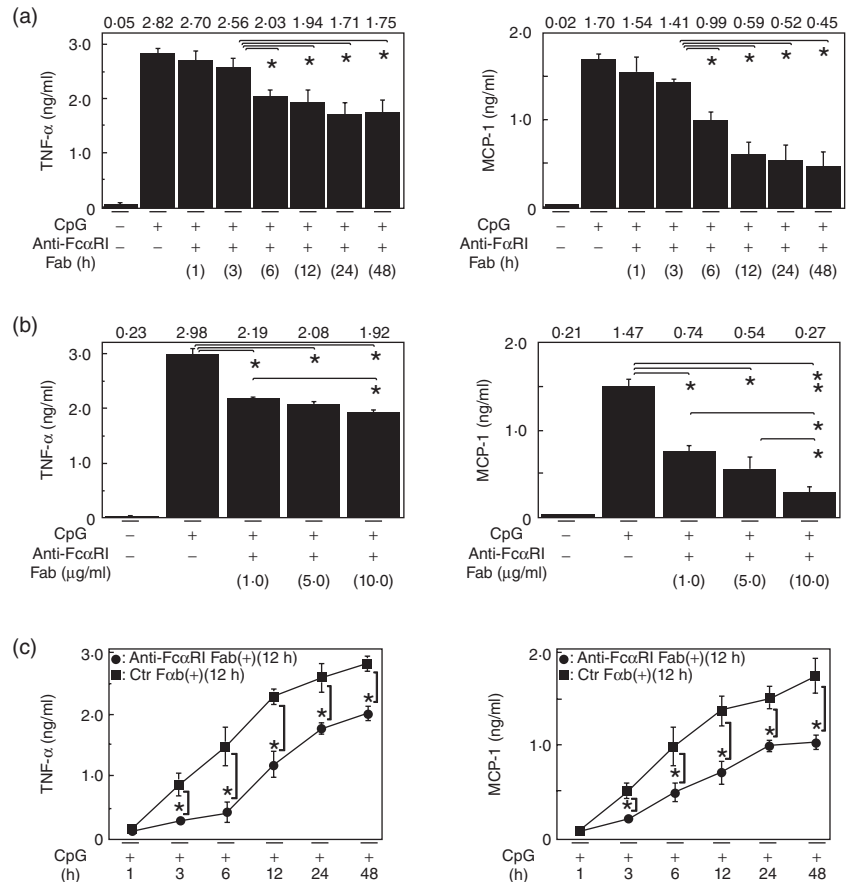 (a)
0·05 2·82 2·70 2·56 2·03 1·94 1·71 1·75
3·0
2·0
1·0
0
TNF-α (ng/ml)
* * * *
CpG − + + + + + + +
Anti-FcαRI − − + + + + + +
Fab (h) (1) (3) (6) (12) (24) (48)
0·02 1·70 1·54 1·41 0·99 0·59 0·52 0·45
2·0
1·0
0
MCP-1 (ng/ml)
* * * *
CpG − + + + + + + +
Anti-FcαRI − − + + + + + +
Fab (h) (1) (3) (6) (12) (24) (48)
(b)
0·23 2·98 2·19 2·08 1·92
3·0
2·0
1·0
0
TNF-α (ng/ml)
* * *
*
CpG − + + + +
Anti-FcαRI − − + + +
Fab (μg/ml) (1·0) (5·0) (10·0)
0·21 1·47 0·74 0·54 0·27
2·0
1·0
0
MCP-1 (ng/ml)
* * *
*
*
*
CpG − + + + +
Anti-FcαRI − − + + +
Fab (μg/ml) (1·0) (5·0) (10·0)
(c)
3·0
2·0
1·0
0
TNF-α (ng/ml)
●: Anti-FcαRI Fab(+)(12 h)
■: Ctr Fαb(+)(12 h)
* * * * *
CpG + + + + + +
(h) 1 3 6 12 24 48
2·0
1·0
0
MCP-1 (ng/ml)
●: Anti-FcαRI Fab(+)(12 h)
■: Ctr Fαb(+)(12 h)
* * * * *
CpG + + + + + +
(h) 1 3 6 12 24 48